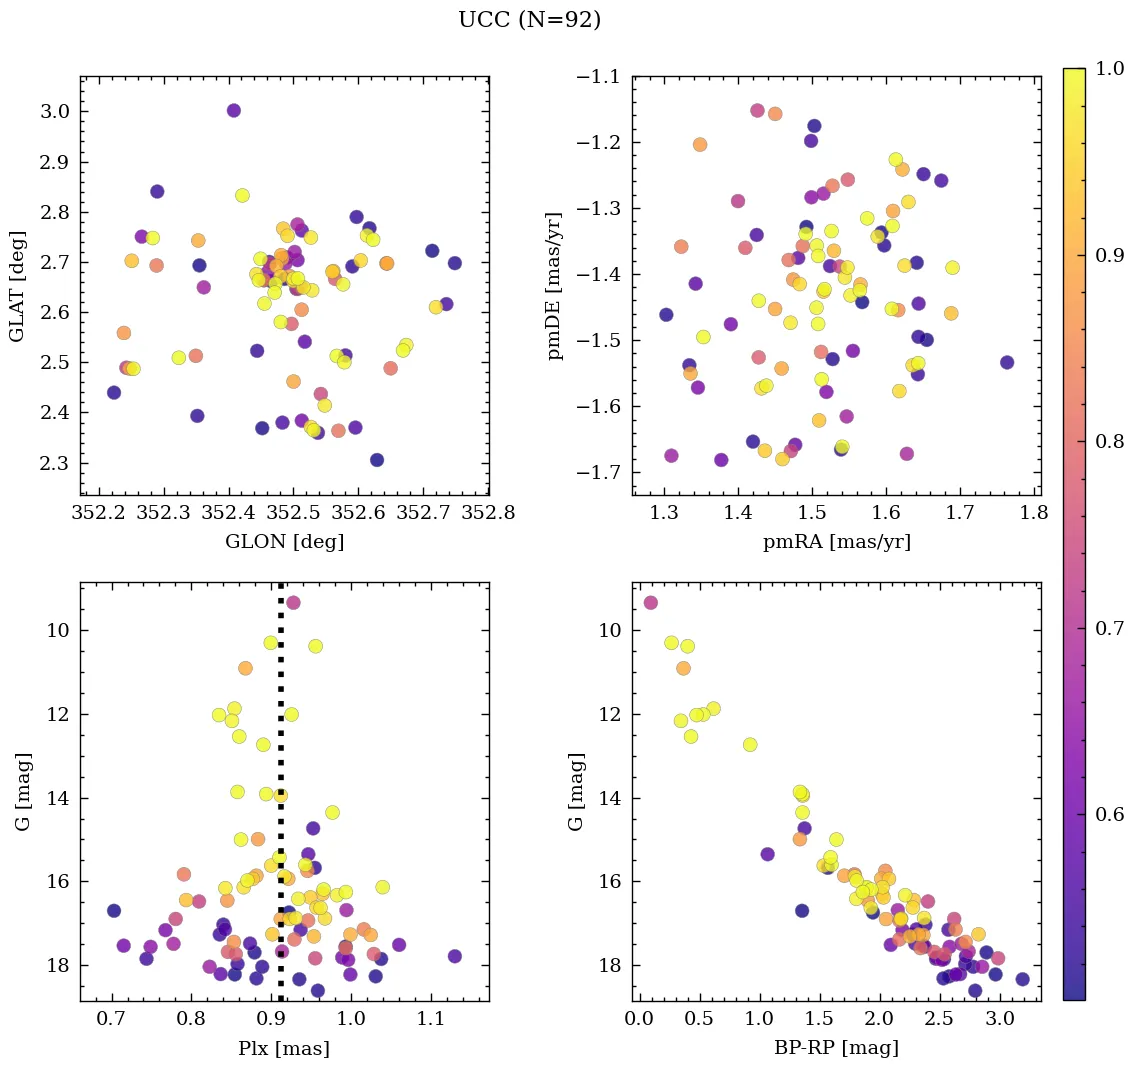 UCC (N=92)
3.0
2.9
2.8
2.7
2.6
2.5
2.4
2.3
GLAT [deg]
352.2 352.3 352.4 352.5 352.6 352.7 352.8
GLON [deg]
−1.1
−1.2
−1.3
−1.4
−1.5
−1.6
−1.7
pmDE [mas/yr]
1.3 1.4 1.5 1.6 1.7 1.8
pmRA [mas/yr]
1.0
0.9
0.8
0.7
0.6
10
12
14
16
18
G [mag]
0.7 0.8 0.9 1.0 1.1
Plx [mas]
10
12
14
16
18
G [mag]
0.0 0.5 1.0 1.5 2.0 2.5 3.0
BP-RP [mag]